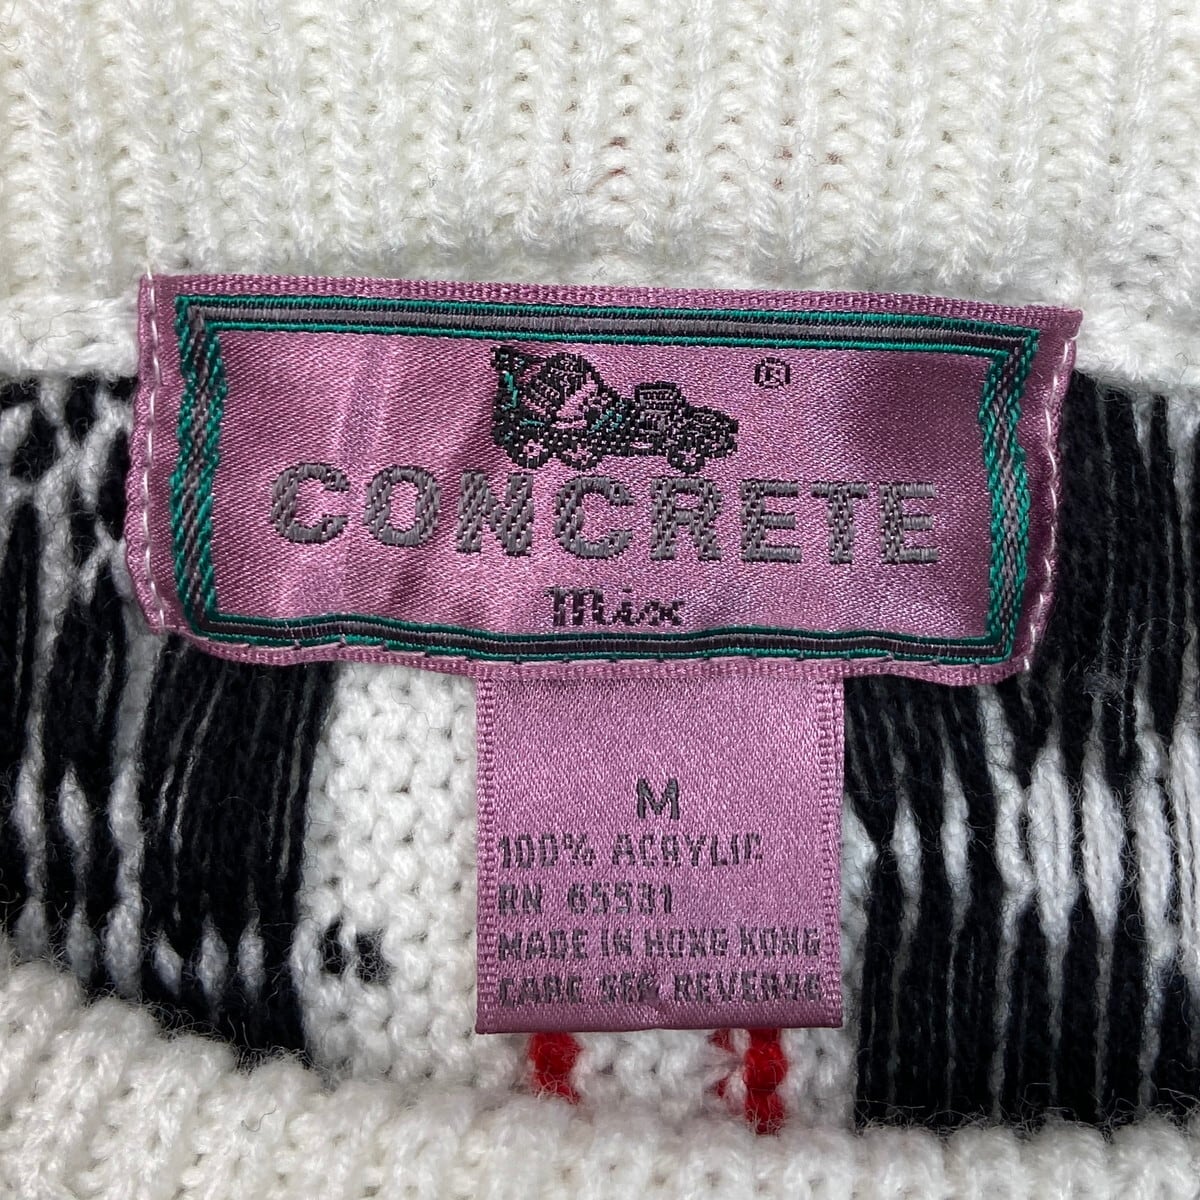 ®
CONCRETE
Mix
M
100% ACRYLIC
RN 65531
MADE IN HONG KONG
CARE SEE REVERSE